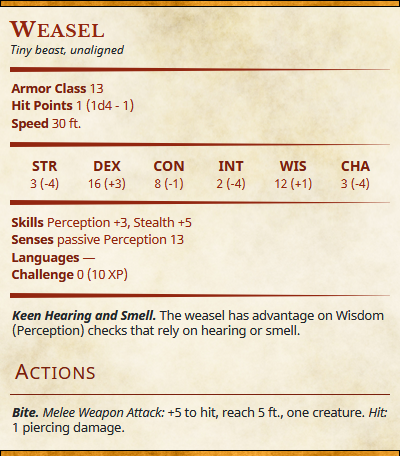 WEASEL
Tiny beast, unaligned
Armor Class 13
Hit Points 1 (1d4 - 1)
Speed 30 ft.
STR DEX CON INT WIS CHA
3 (-4) 16 (+3) 8 (-1) 2 (-4) 12 (+1) 3 (-4)
Skills Perception +3, Stealth +5
Senses passive Perception 13
Languages —
Challenge 0 (10 XP)
Keen Hearing and Smell. The weasel has advantage on Wisdom
(Perception) checks that rely on hearing or smell.
ACTIONS
Bite. Melee Weapon Attack: +5 to hit, reach 5 ft., one creature. Hit:
1 piercing damage.